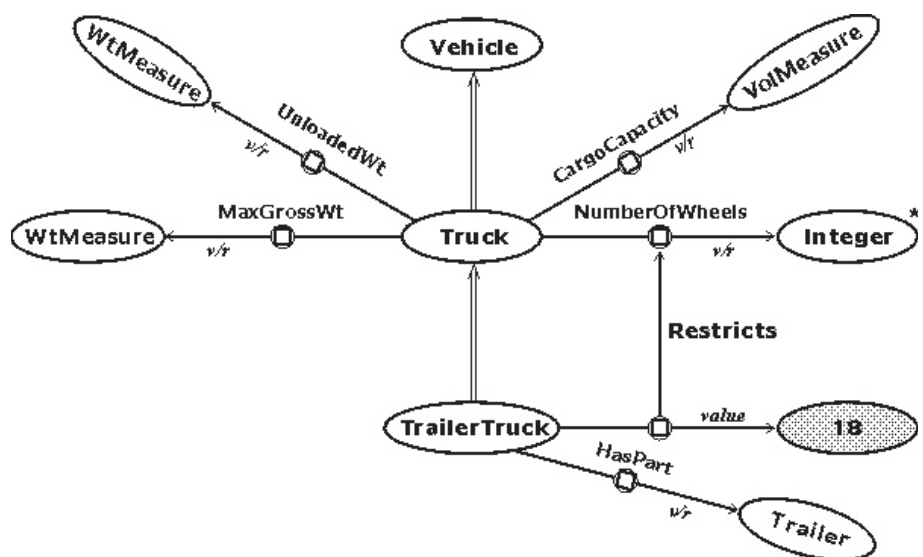 WtMeasure
Vehicle
VolMeasure
UnloadedWt
v/r
CargoCapacity
v/r
MaxGrossWt
NumberOfWheels
*
WtMeasure
v/r
Truck
v/r
Integer
Restricts
TrailerTruck
value
18
HasPart
v/r
Trailer